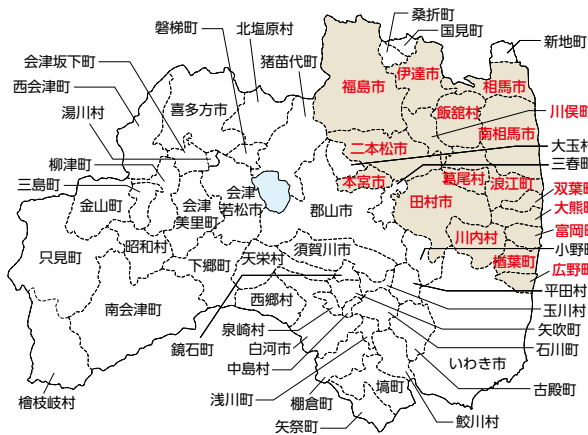 桑折町
国見町
磐梯町
北塩原村
新地町
会津坂下町
猪苗代町
西会津町
伊達市
福島市
相馬市
喜多方市
湯川村
飯舘村
川俣町
南相馬市
二本松市
大玉村
三春町
柳津町
三島町
会津
若松市
本宮市
葛尾村
浪江町
双葉町
金山町
会津
美里町
郡山市
田村市
大熊町
富岡町
昭和村
須賀川市
川内村
小野町
只見町
下郷町
天栄村
楢葉町
広野町
平田村
南会津町
西郷村
玉川村
泉崎村
矢吹町
鏡石町
白河市
石川町
中島村
いわき市
檜枝岐村
浅川町
棚倉町
塙町
古殿町
矢祭町
鮫川村